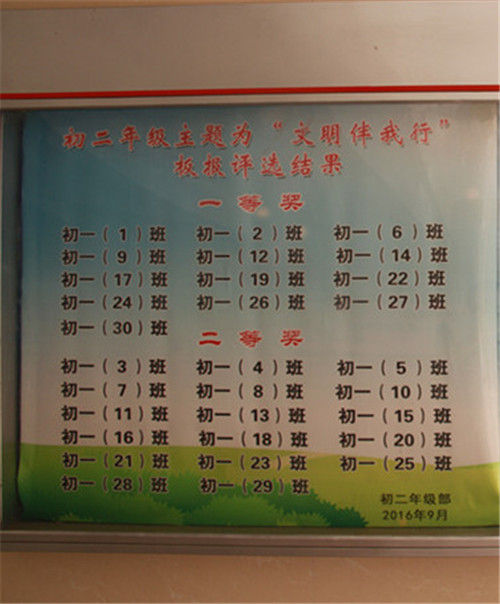 初二年级主题为“文明伴我行”
板报评选结果
一等奖
初一（1）班 初一（2）班 初一（6）班
初一（9）班 初一（12）班 初一（14）班
初一（17）班 初一（19）班 初一（22）班
初一（24）班 初一（26）班 初一（27）班
初一（30）班
二等奖
初一（3）班 初一（4）班 初一（5）班
初一（7）班 初一（8）班 初一（10）班
初一（11）班 初一（13）班 初一（15）班
初一（16）班 初一（18）班 初一（20）班
初一（21）班 初一（23）班 初一（25）班
初一（28）班 初一（29）班
初二年级部
2016年9月